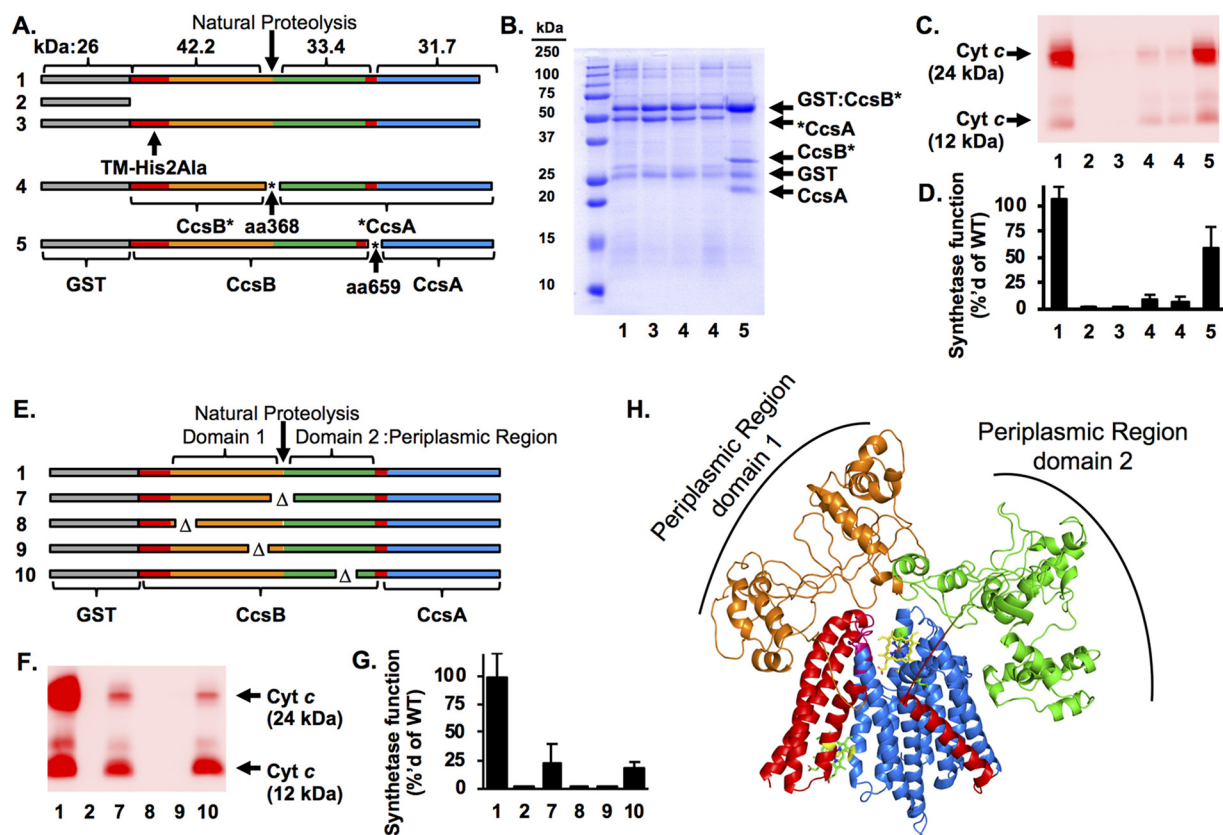 A.
Natural Proteolysis
kDa:26 42.2 33.4 31.7
1
2
3
TM-His2Ala
4 *
CcsB* aa368 *CcsA
5 *
aa659
GST CcsB CcsA
B.
kDa
250
100
75
50
37
25
20
15
10
GST:CcsB*
*CcsA
CcsB*
GST
CcsA
1 3 4 4 5
C.
Cyt c
(24 kDa)
Cyt c
(12 kDa)
1 2 3 4 4 5
D.
Synthetase function
(%'d of WT)
100
75
50
25
0
1 2 3 4 4 5
E.
Natural Proteolysis
Domain 1 Domain 2 :Periplasmic Region
1
7 Δ
8 Δ
9 Δ
10 Δ
GST CcsB CcsA
F.
Cyt c
(24 kDa)
Cyt c
(12 kDa)
1 2 7 8 9 10
G.
Synthetase function
(%'d of WT)
100
75
50
25
0
1 2 7 8 9 10
H.
Periplasmic Region
domain 1
Periplasmic Region
domain 2